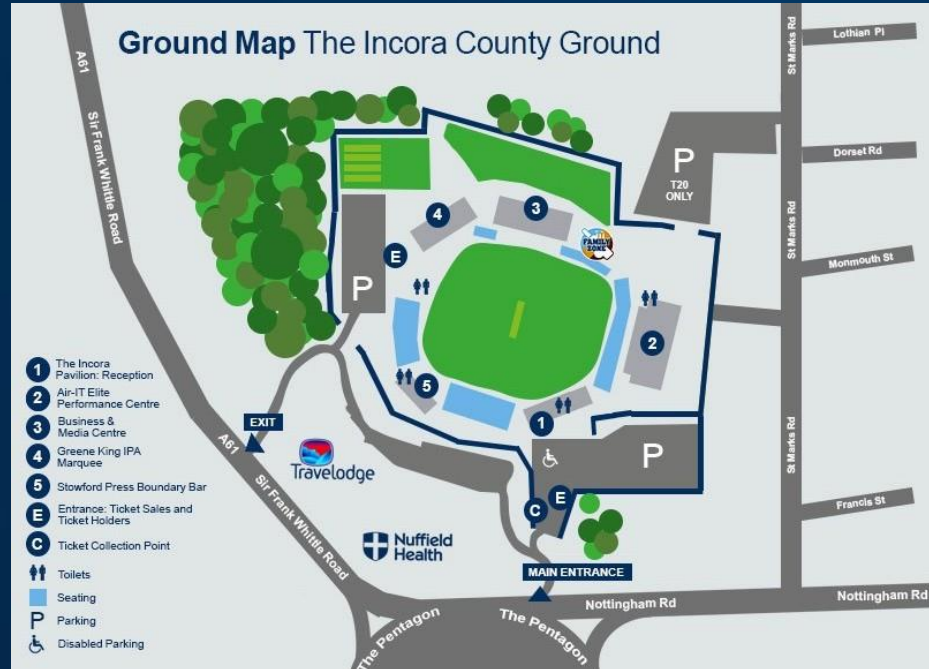 Ground Map The Incora County Ground
A61
Sir Frank Whittle Road
St Marks Rd
Lothian Pl
Dorset Rd
P
T20
ONLY
St Marks Rd
Monmouth St
4
3
FAMILY
ZONE
E
P
2
5
1
P
E
C
1 The Incora
Pavilion: Reception
2 Air-IT Elite
Performance Centre
3 Business &
Media Centre
4 Greene King IPA
Marquee
5 Stowford Press Boundary Bar
E Entrance: Ticket Sales and
Ticket Holders
C Ticket Collection Point
Toilets
Seating
P Parking
Disabled Parking
EXIT
A61
Sir Frank Whittle Road
Travelodge
Nuffield
Health
MAIN ENTRANCE
St Marks Rd
Francis St
Nottingham Rd
Nottingham Rd
The Pentagon
The Pentagon